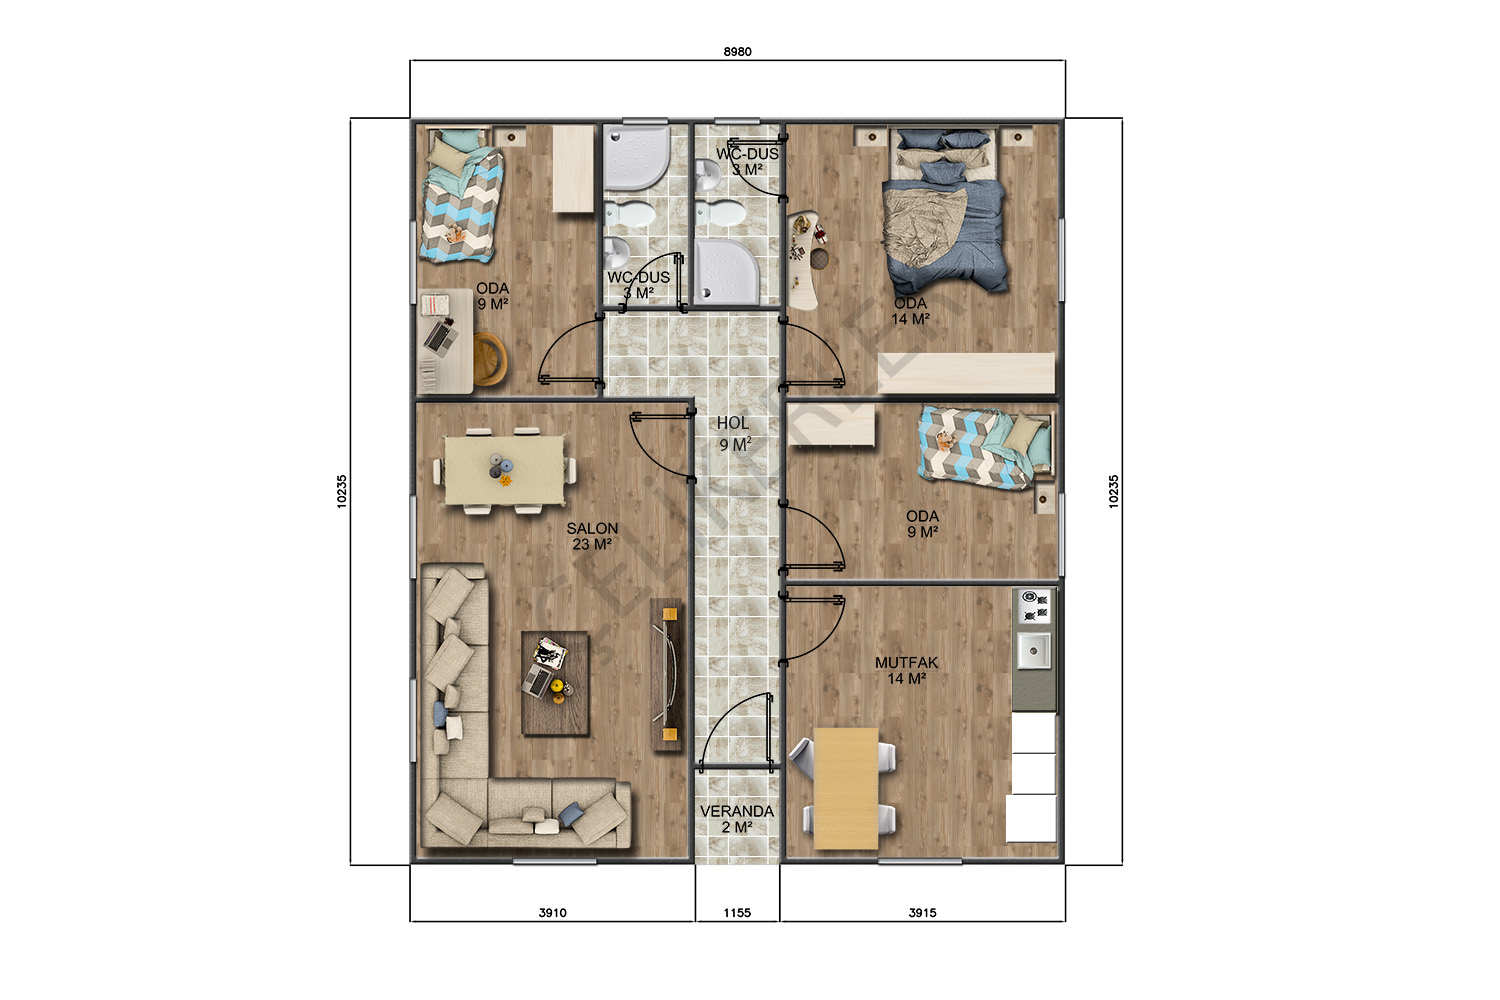 8980
WC-DUS
3 M²
WC-DUS
3 M²
ODA
9 M²
ODA
14 M²
HOL
9 M²
10235
10235
ODA
9 M²
SALON
23 M²
MUTFAK
14 M²
VERANDA
2 M²
3910
1155
3915